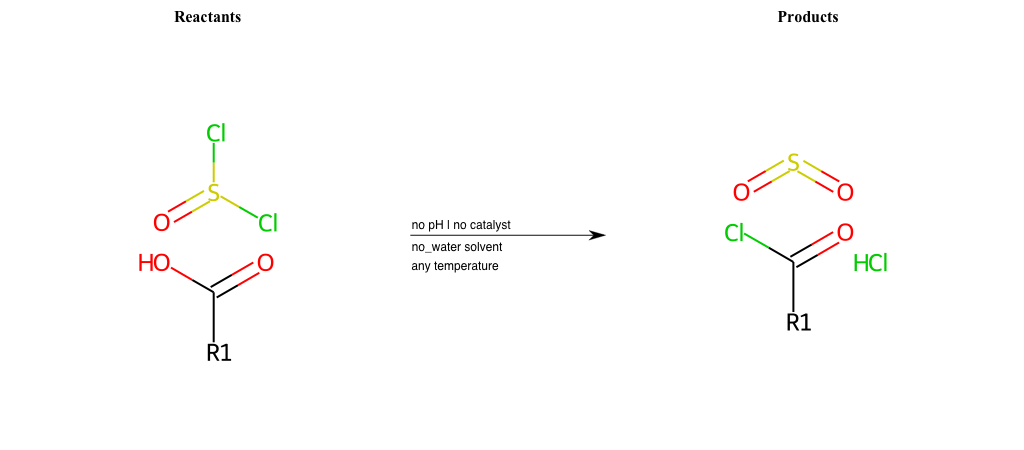 Reactants
Products
Cl
S
O
Cl
HO
O
R1
no pH | no catalyst
no_water solvent
any temperature
S
O
O
Cl
O
HCl
R1